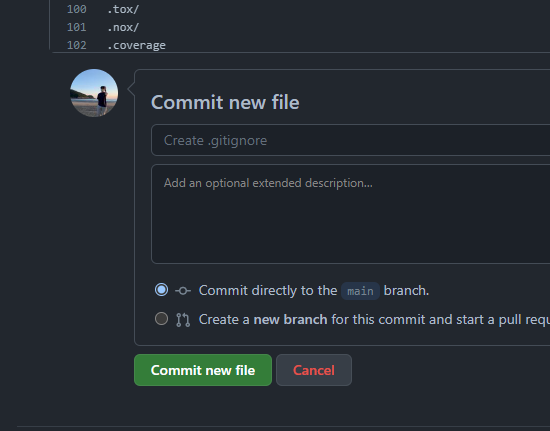 100 .tox/
101 .nox/
102 .coverage
Commit new file
Create .gitignore
Add an optional extended description...
Commit directly to the main branch.
Create a new branch for this commit and start a pull requ
Commit new file
Cancel